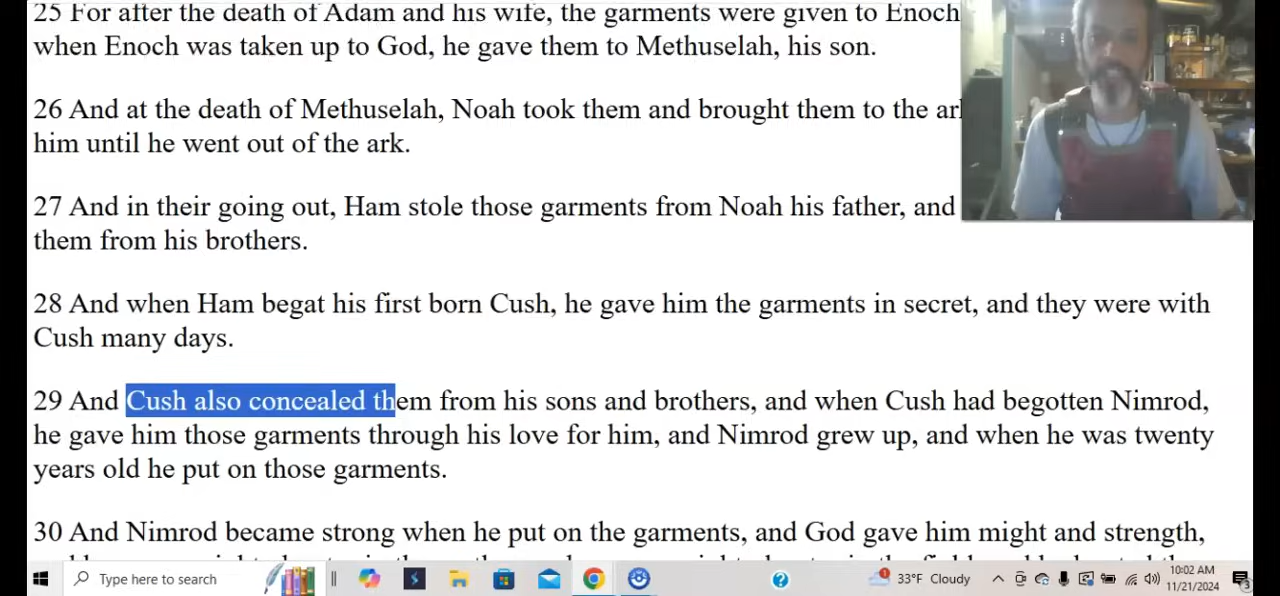 25 For after the death of Adam and his wife, the garments were given to Enoch
when Enoch was taken up to God, he gave them to Methuselah, his son.
26 And at the death of Methuselah, Noah took them and brought them to the
him until he went out of the ark.
27 And in their going out, Ham stole those garments from Noah his father, and
them from his brothers.
28 And when Ham begat his first born Cush, he gave him the garments in secret, and they were with
Cush many days.
29 And Cush also concealed them from his sons and brothers, and when Cush had begotten Nimrod,
he gave him those garments through his love for him, and Nimrod grew up, and when he was twenty
years old he put on those garments.
30 And Nimrod became strong when he put on the garments, and God gave him might and strength,
Type here to search
33°F Cloudy
10:02 AM
11/21/2024